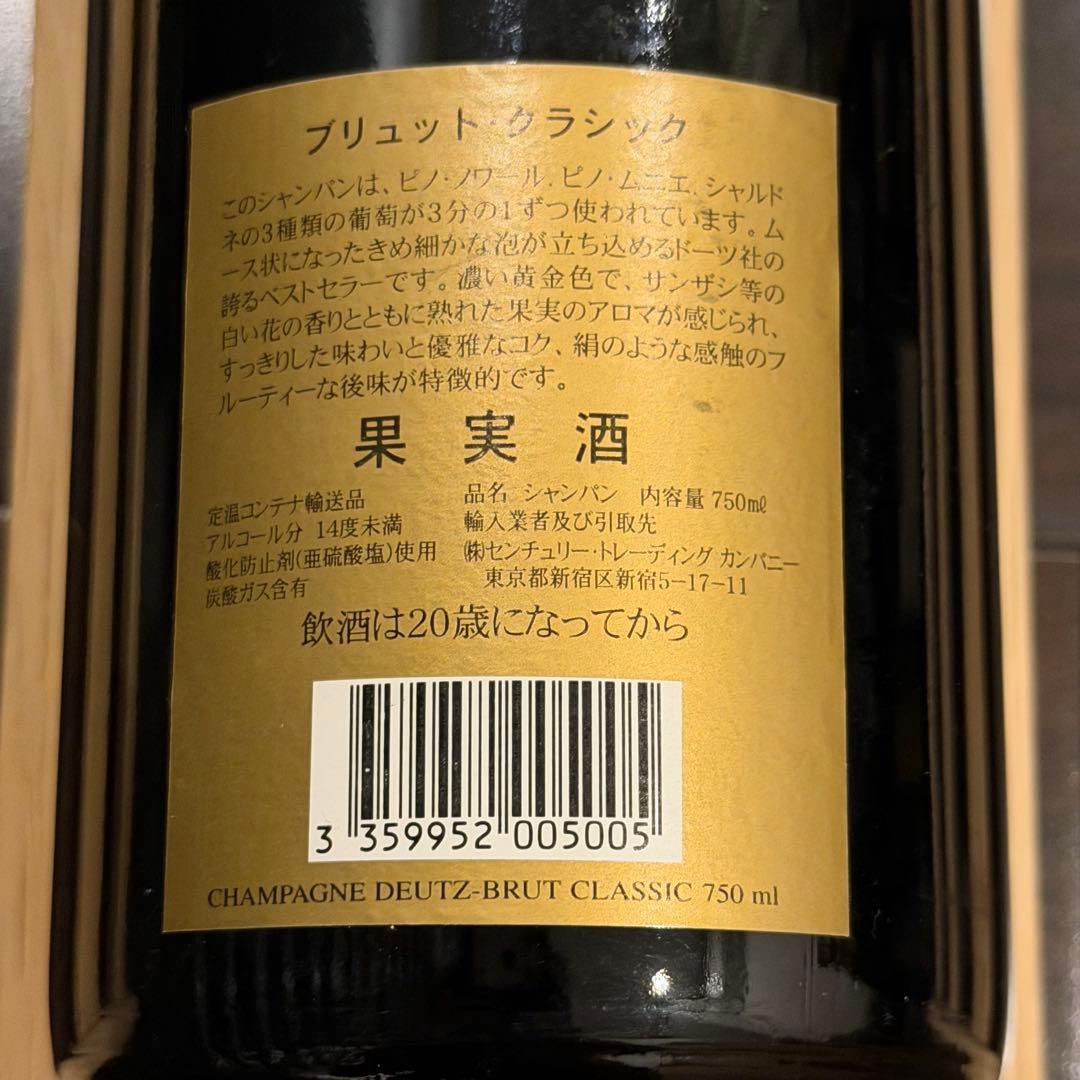 ブリュット・クラシック
このシャンパンは、ピノ・ノワール、ピノ・ムニエ、シャルド
ネの3種類の葡萄が3分の1ずつ使われています。ム
ース状になったきめ細かな泡が立ち込めるドーツ社の
誇るベストセラーです。濃い黄金色で、サンザシ等の
白い花の香りとともに熟れた果実のアロマが感じられ、
すっきりした味わいと優雅なコク、絹のような感触のフ
ルーティーな後味が特徴的です。
果実酒
定温コンテナ輸送品
アルコール分 14度未満
酸化防止剤(亜硫酸塩)使用
炭酸ガス含有
品名 シャンパン 内容量 750mℓ
輸入業者及び引取先
㈱センチュリー・トレーディング カンパニー
東京都新宿区新宿5-17-11
飲酒は20歳になってから
3 359952 005005
CHAMPAGNE DEUTZ-BRUT CLASSIC 750 ml